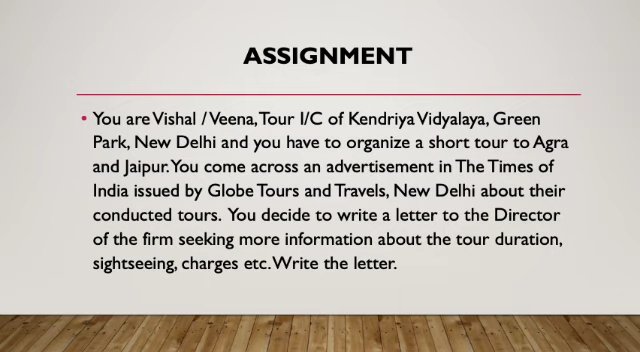 ASSIGNMENT
• You are Vishal / Veena, Tour I/C of Kendriya Vidyalaya, Green
Park, New Delhi and you have to organize a short tour to Agra
and Jaipur. You come across an advertisement in The Times of
India issued by Globe Tours and Travels, New Delhi about their
conducted tours. You decide to write a letter to the Director
of the firm seeking more information about the tour duration,
sightseeing, charges etc. Write the letter.